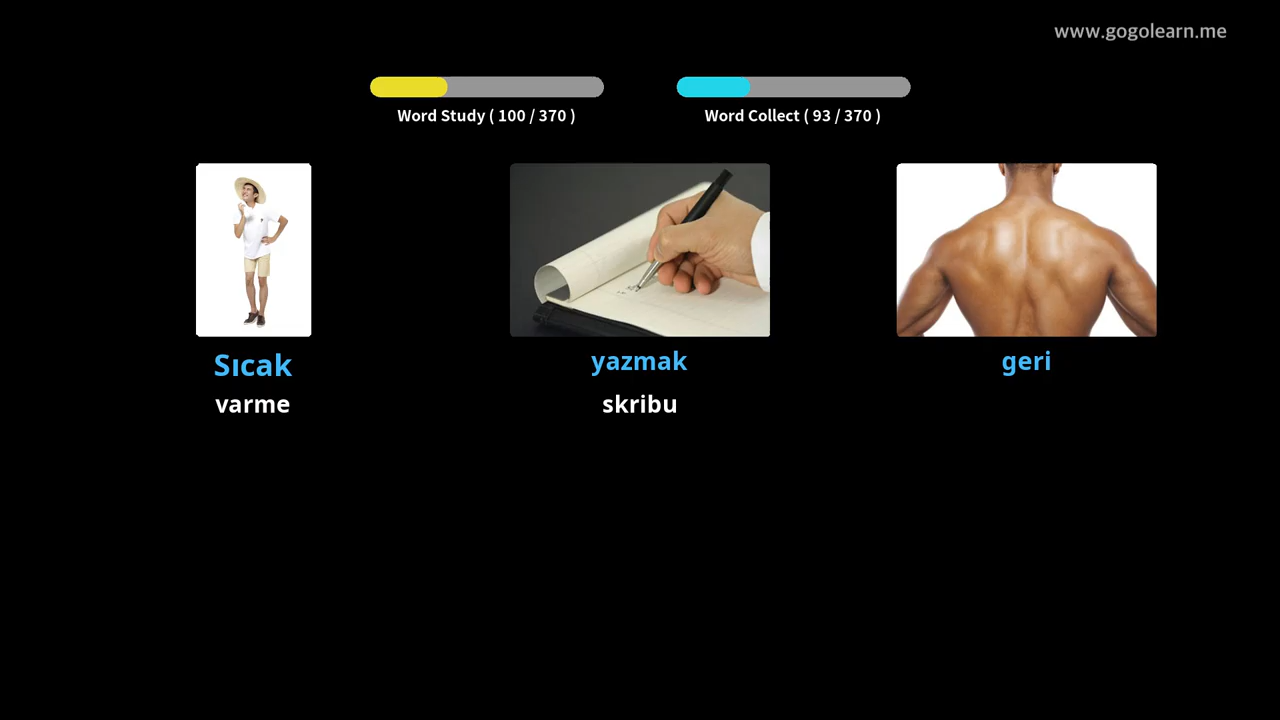 www.gogolearn.me
Word Study ( 100 / 370 )
Word Collect ( 93 / 370 )
Sıcak
varme
yazmak
skribu
geri